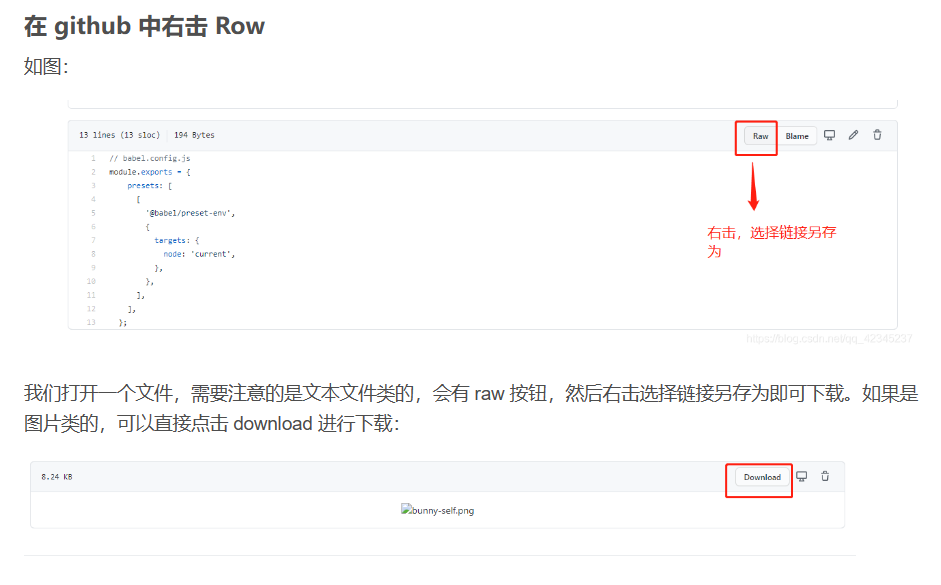 在 github 中右击 Row
如图：
13 lines (13 sloc) 194 Bytes
Raw Blame
1 // babel.config.js
2 module.exports = {
3 presets: [
4 [
5 '@babel/preset-env',
6 {
7 targets: {
8 node: 'current',
9 },
10 },
11 ],
12 ],
13 };
右击，选择链接另存
为
https://blog.csdn.net/qq_42345237
我们打开一个文件，需要注意的是文本文件类的，会有 raw 按钮，然后右击选择链接另存为即可下载。如果是
图片类的，可以直接点击 download 进行下载：
8.24 KB
Download
bunny-self.png